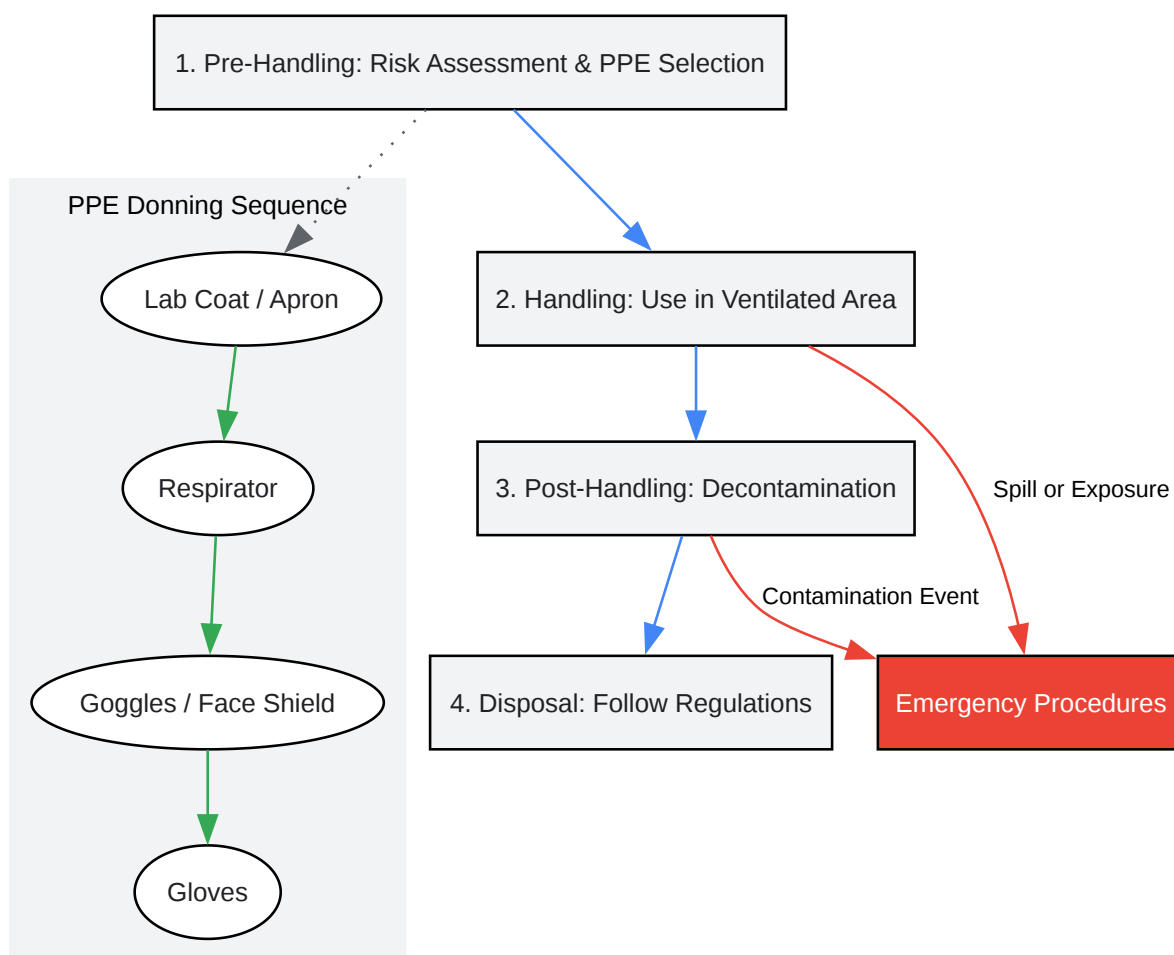 1. Pre-Handling: Risk Assessment & PPE Selection
PPE Donning Sequence
Lab Coat / Apron
2. Handling: Use in Ventilated Area
Respirator
3. Post-Handling: Decontamination
Spill or Exposure
Contamination Event
Goggles / Face Shield
4. Disposal: Follow Regulations
Emergency Procedures
Gloves